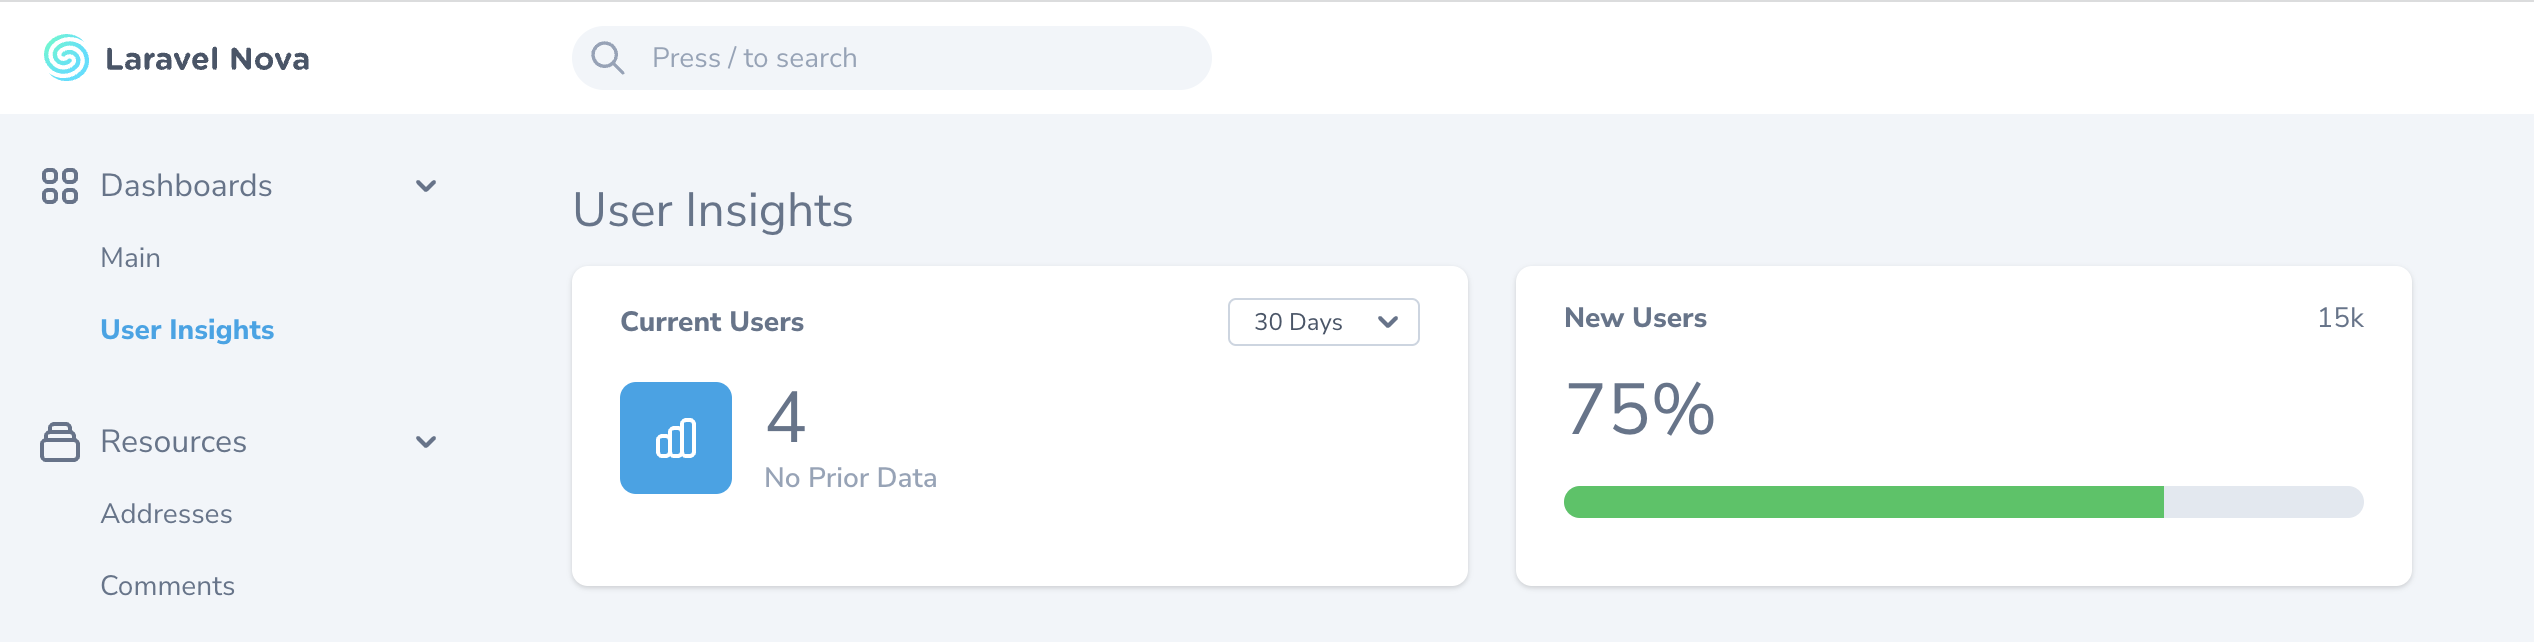 Laravel Nova
Press / to search
Dashboards
Main
User Insights
Resources
Addresses
Comments
User Insights
Current Users
30 Days
4
No Prior Data
New Users
15k
75%